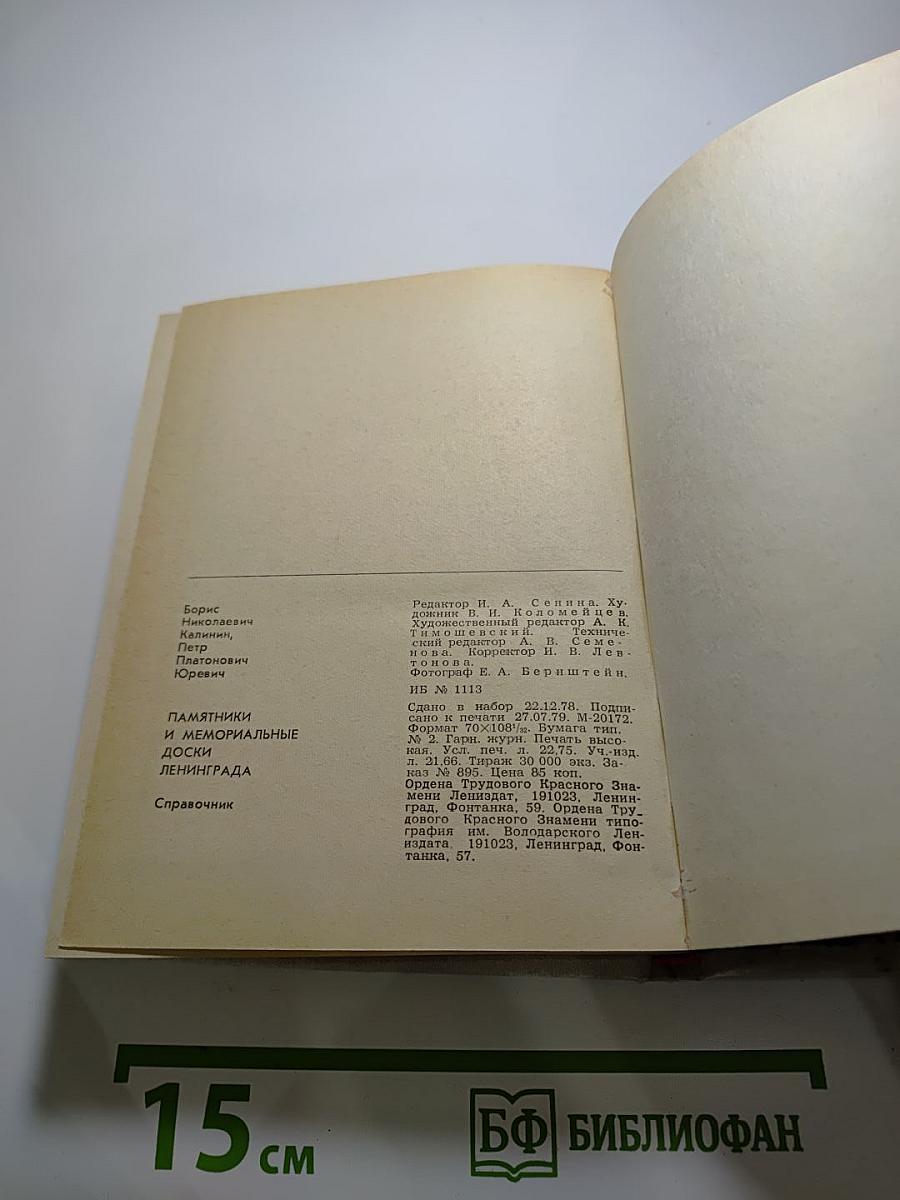 Борис
Николаевич
Калинин,
Петр
Платонович
Юревич
ПАМЯТНИКИ
И МЕМОРИАЛЬНЫЕ
ДОСКИ
ЛЕНИНГРАДА
Справочник
Редактор И. А. Сенина. Ху-
дожник В. И. Коломейцев.
Художественный редактор А. К.
Тимошевский. Техниче-
ский редактор А. В. Семе-
нова. Корректор И. В. Лев-
тонова.
Фотограф Е. А. Бернштейн.
ИБ № 1113
Сдано в набор 22.12.78. Подпи-
сано к печати 27.07.79. М-20172.
Формат 70×108¹/₃₂. Бумага тип.
№ 2. Гарн. журн. Печать высо-
кая. Усл. печ. л. 22,75. Уч.-изд.
л. 21,66. Тираж 30 000 экз. За-
каз № 895. Цена 85 коп.
Ордена Трудового Красного Зна-
мени Лениздат, 191023, Ленин-
град, Фонтанка, 59. Ордена Тру-
дового Красного Знамени типо-
графия им. Володарского Лен-
издата, 191023, Ленинград, Фон-
танка, 57.
15 см
БФ БИБЛИОФАН